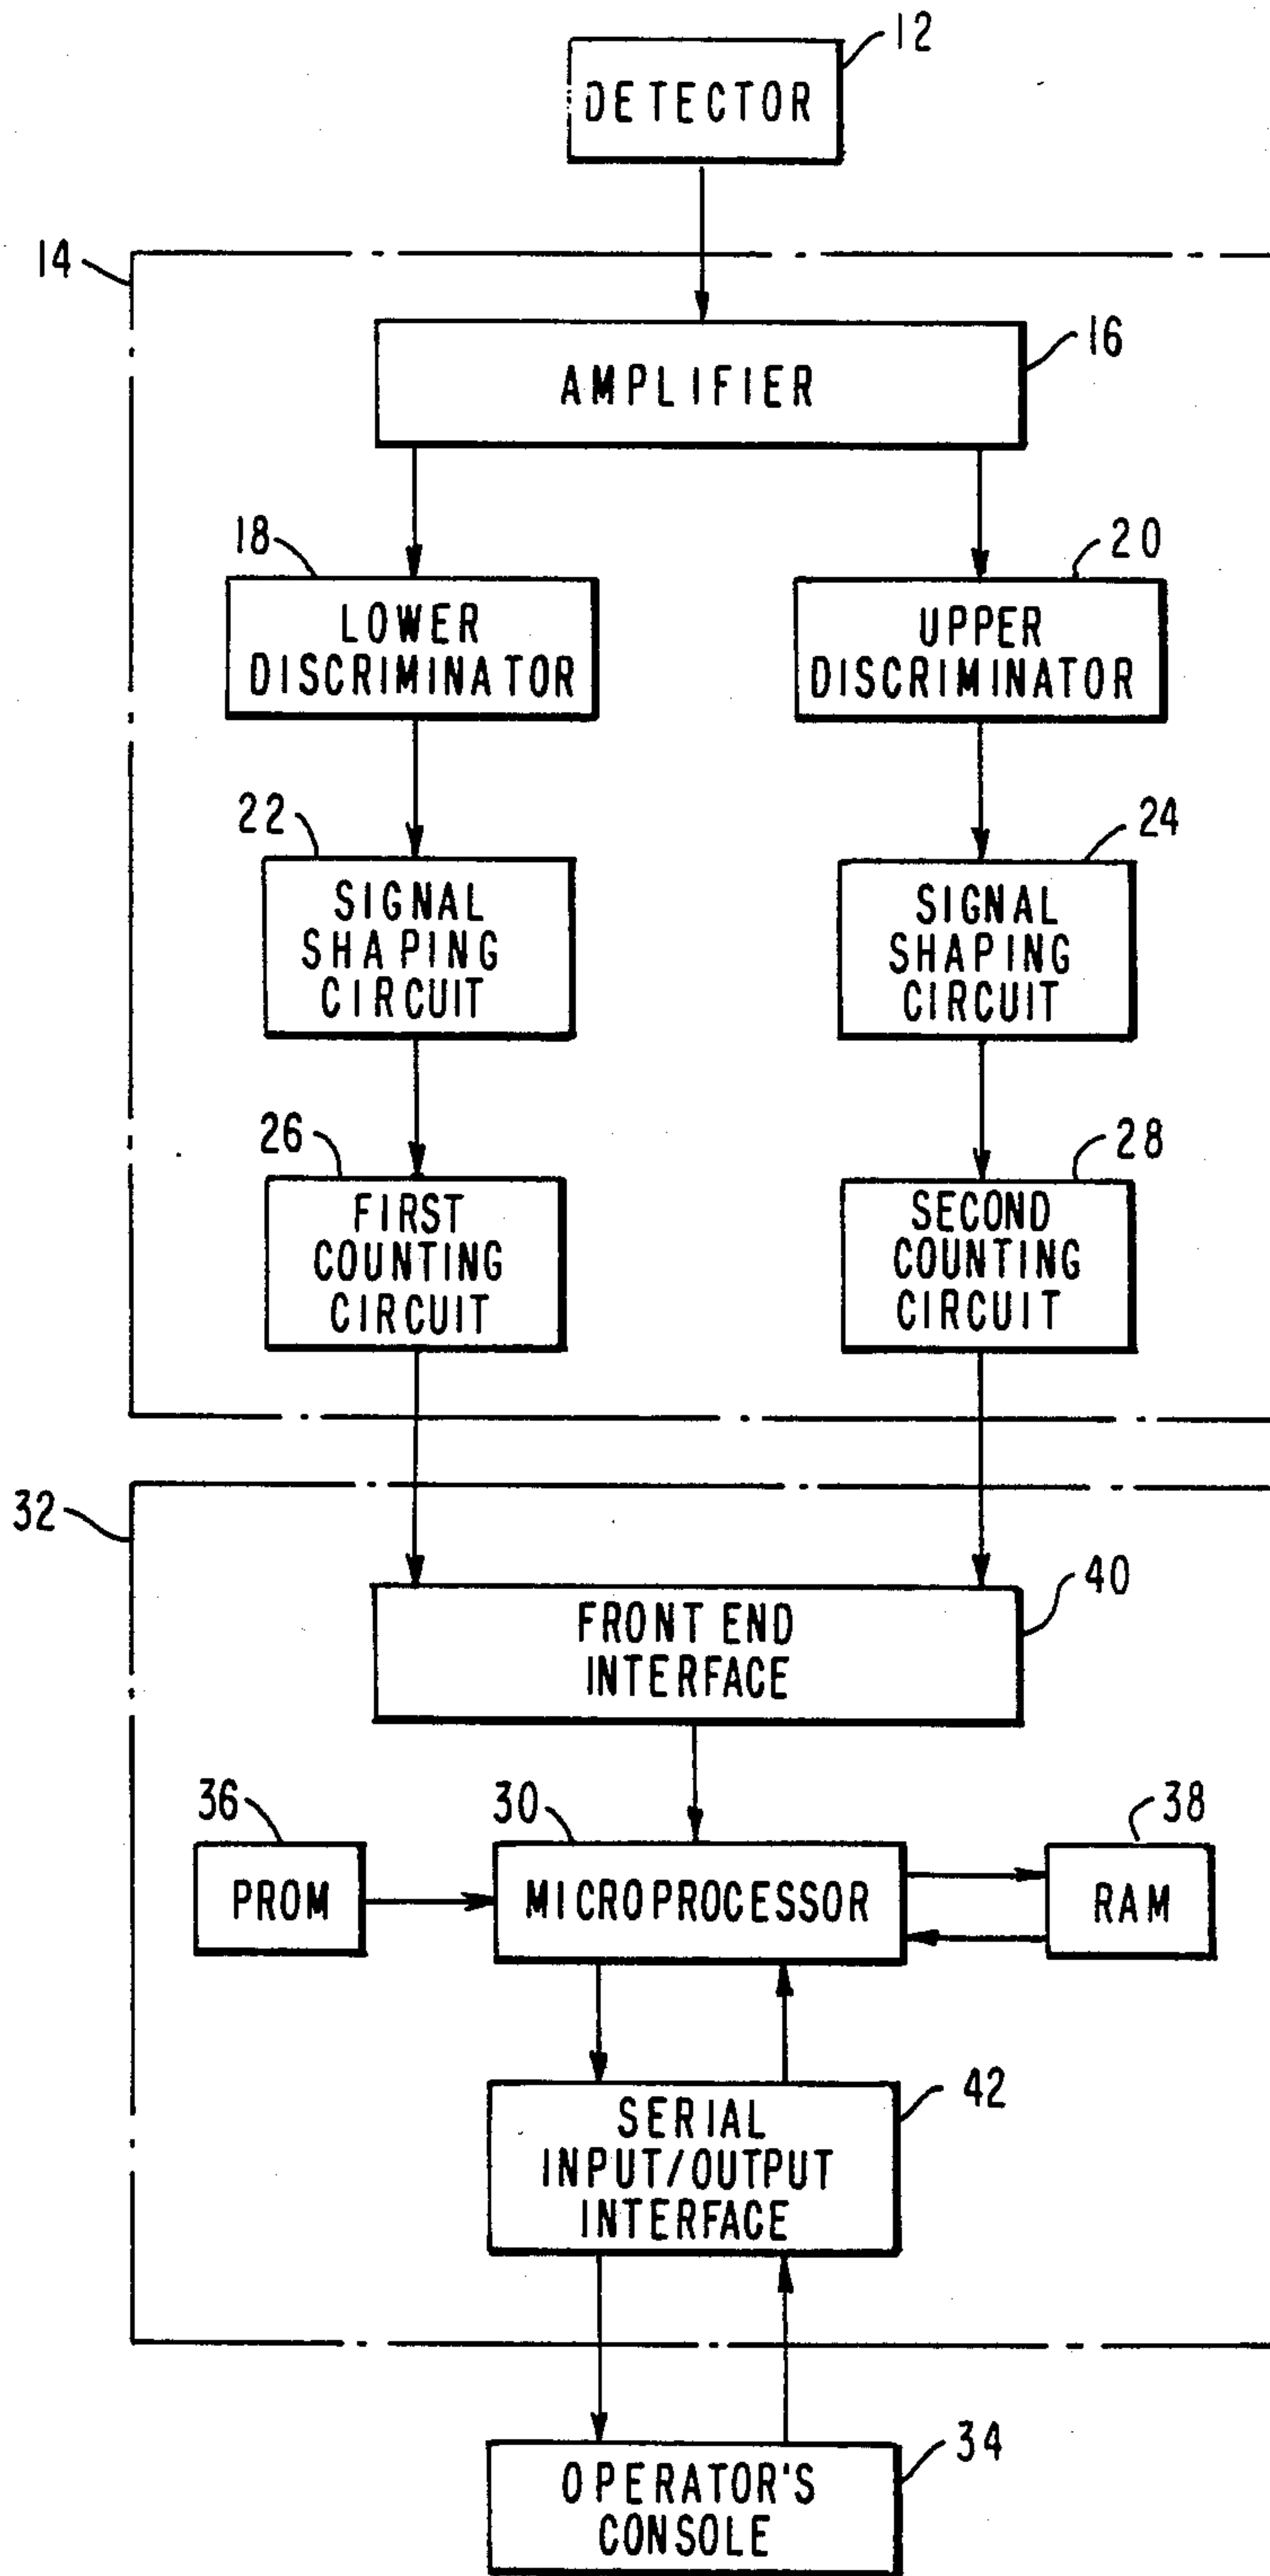 12
DETECTOR
14
16
AMPLIFIER
18
20
LOWER
DISCRIMINATOR
UPPER
DISCRIMINATOR
22
24
SIGNAL
SHAPING
CIRCUIT
SIGNAL
SHAPING
CIRCUIT
26
28
FIRST
COUNTING
CIRCUIT
SECOND
COUNTING
CIRCUIT
32
40
FRONT END
INTERFACE
36
30
38
PROM
MICROPROCESSOR
RAM
42
SERIAL
INPUT/OUTPUT
INTERFACE
34
OPERATOR'S
CONSOLE